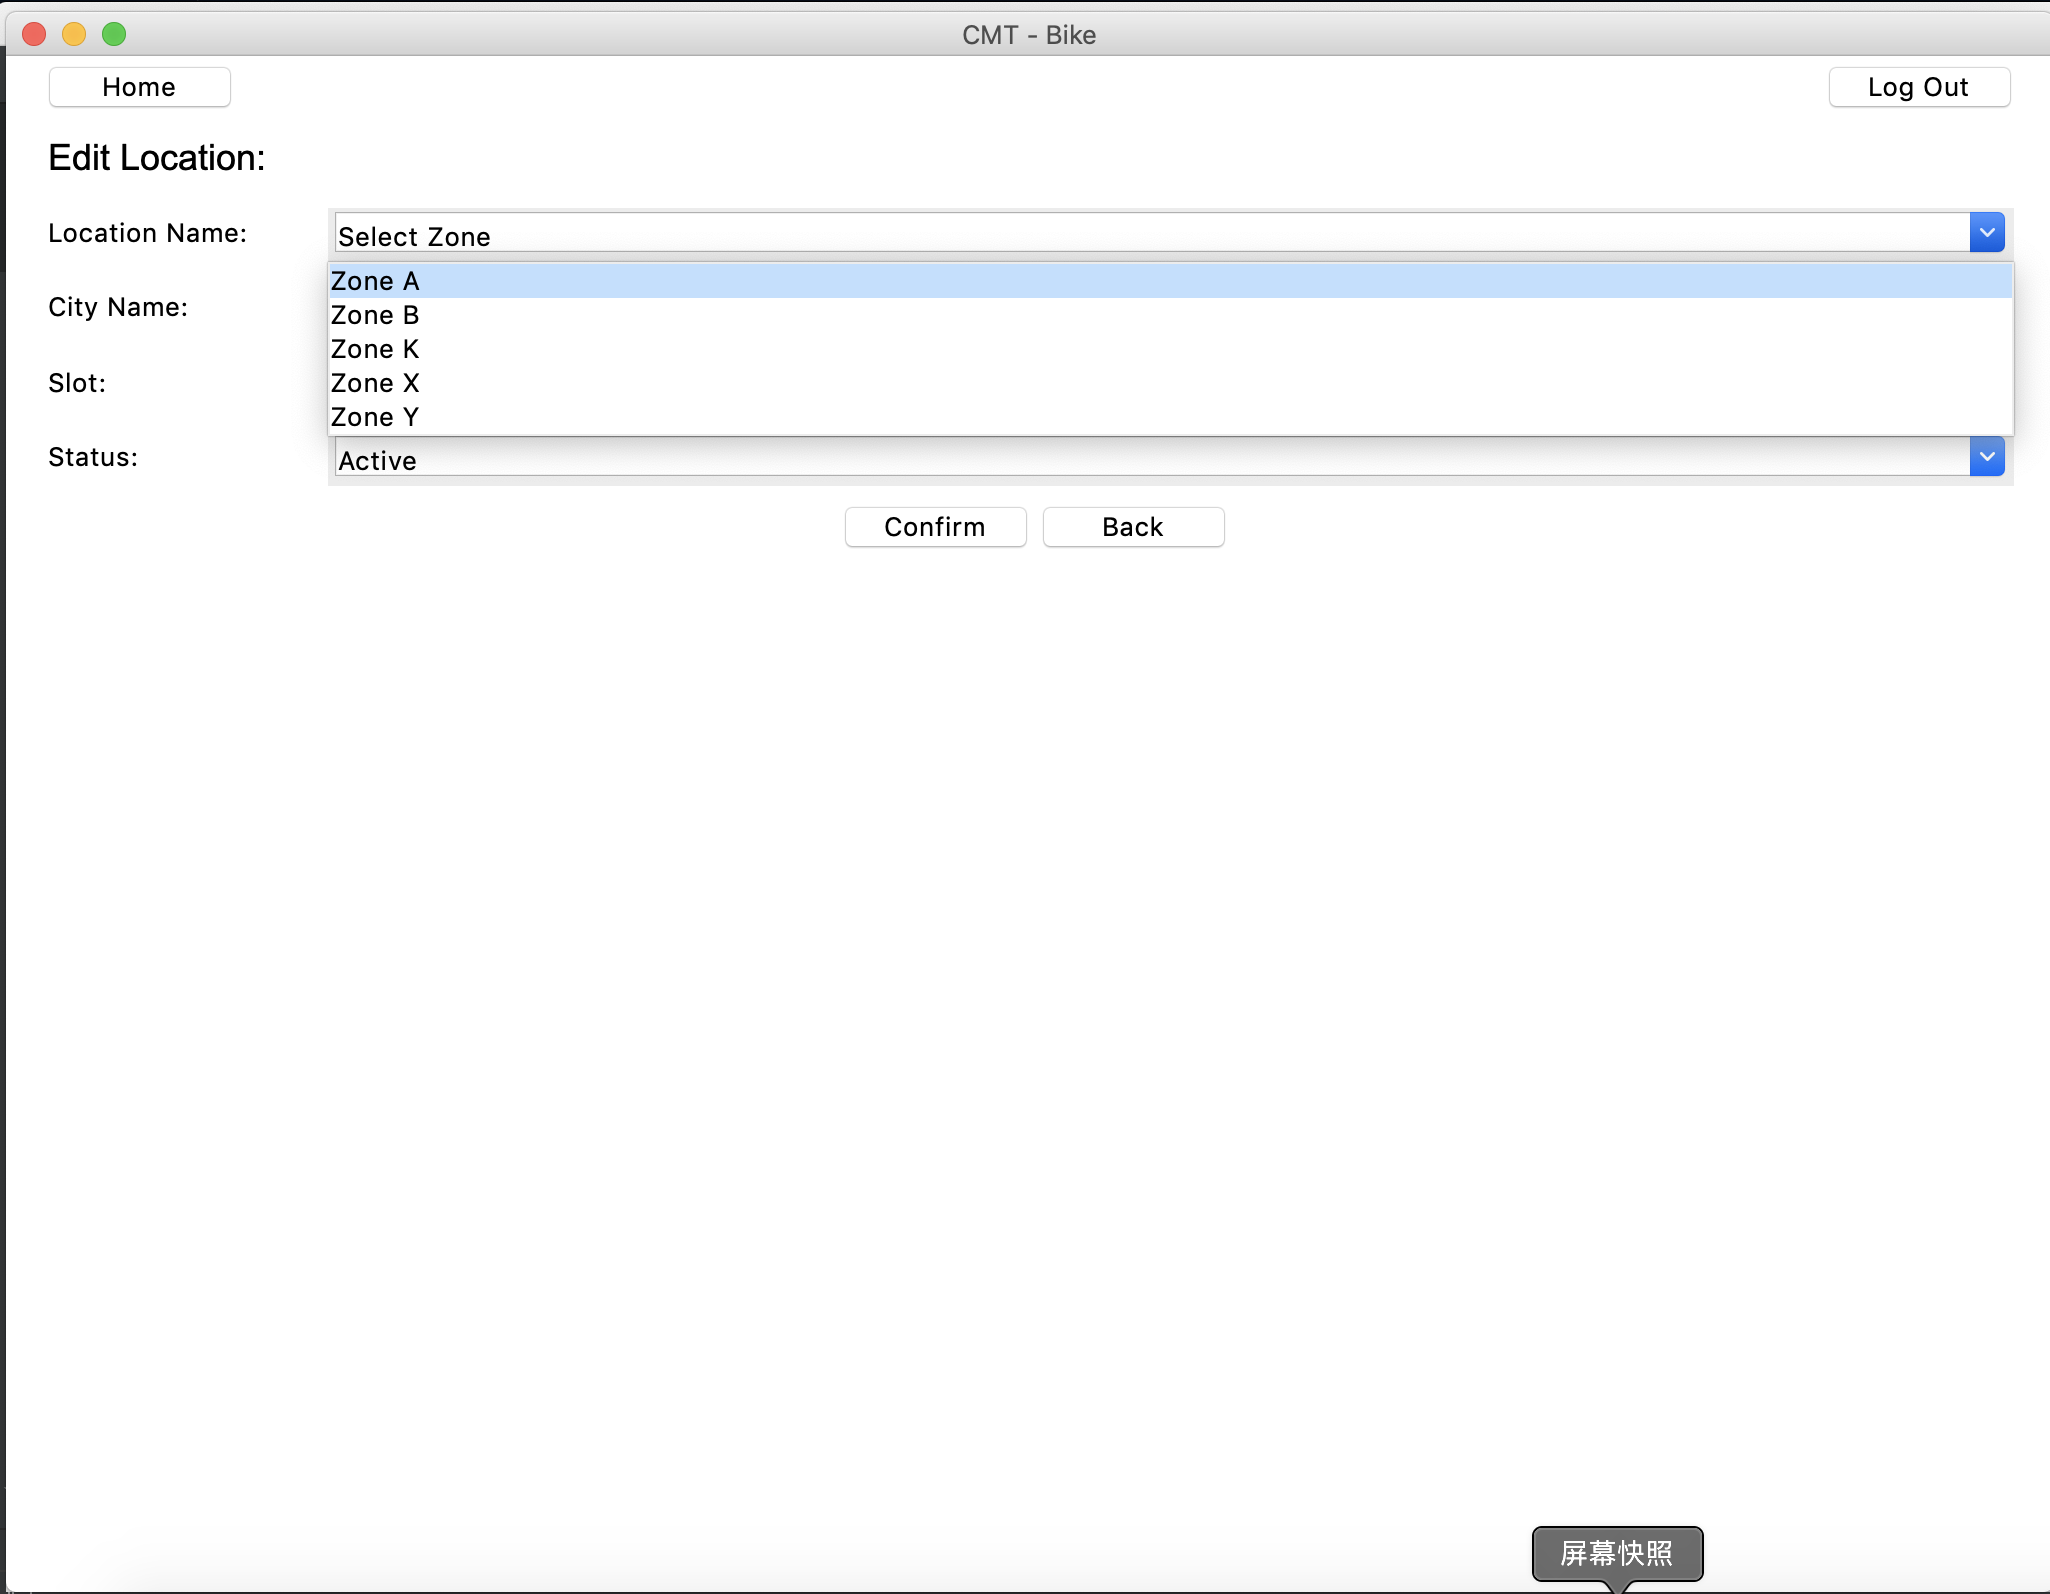 CMT - Bike
Home
Log Out
Edit Location:
Location Name:
Select Zone
Zone A
City Name:
Zone B
Zone K
Slot:
Zone X
Zone Y
Status:
Active
Confirm
Back
屏幕快照